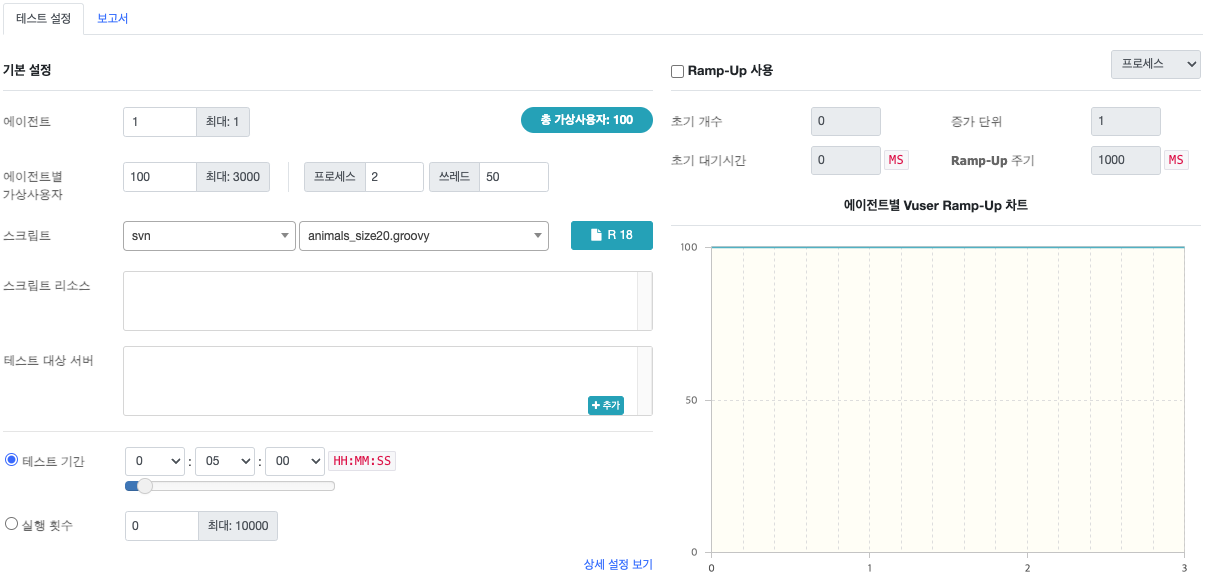 테스트 설정 보고서
기본 설정
에이전트 1 최대: 1 총 가상사용자: 100
에이전트별
가상사용자 100 최대: 3000 프로세스 2 쓰레드 50
스크립트 svn animals_size20.groovy R 18
스크립트 리소스
테스트 대상 서버
+ 추가
테스트 기간 0 : 05 : 00 HH:MM:SS
실행 횟수 0 최대: 10000
상세 설정 보기
Ramp-Up 사용 프로세스
초기 개수 0 증가 단위 1
초기 대기시간 0 MS Ramp-Up 주기 1000 MS
에이전트별 Vuser Ramp-Up 차트
100
50
0
0 1 2 3